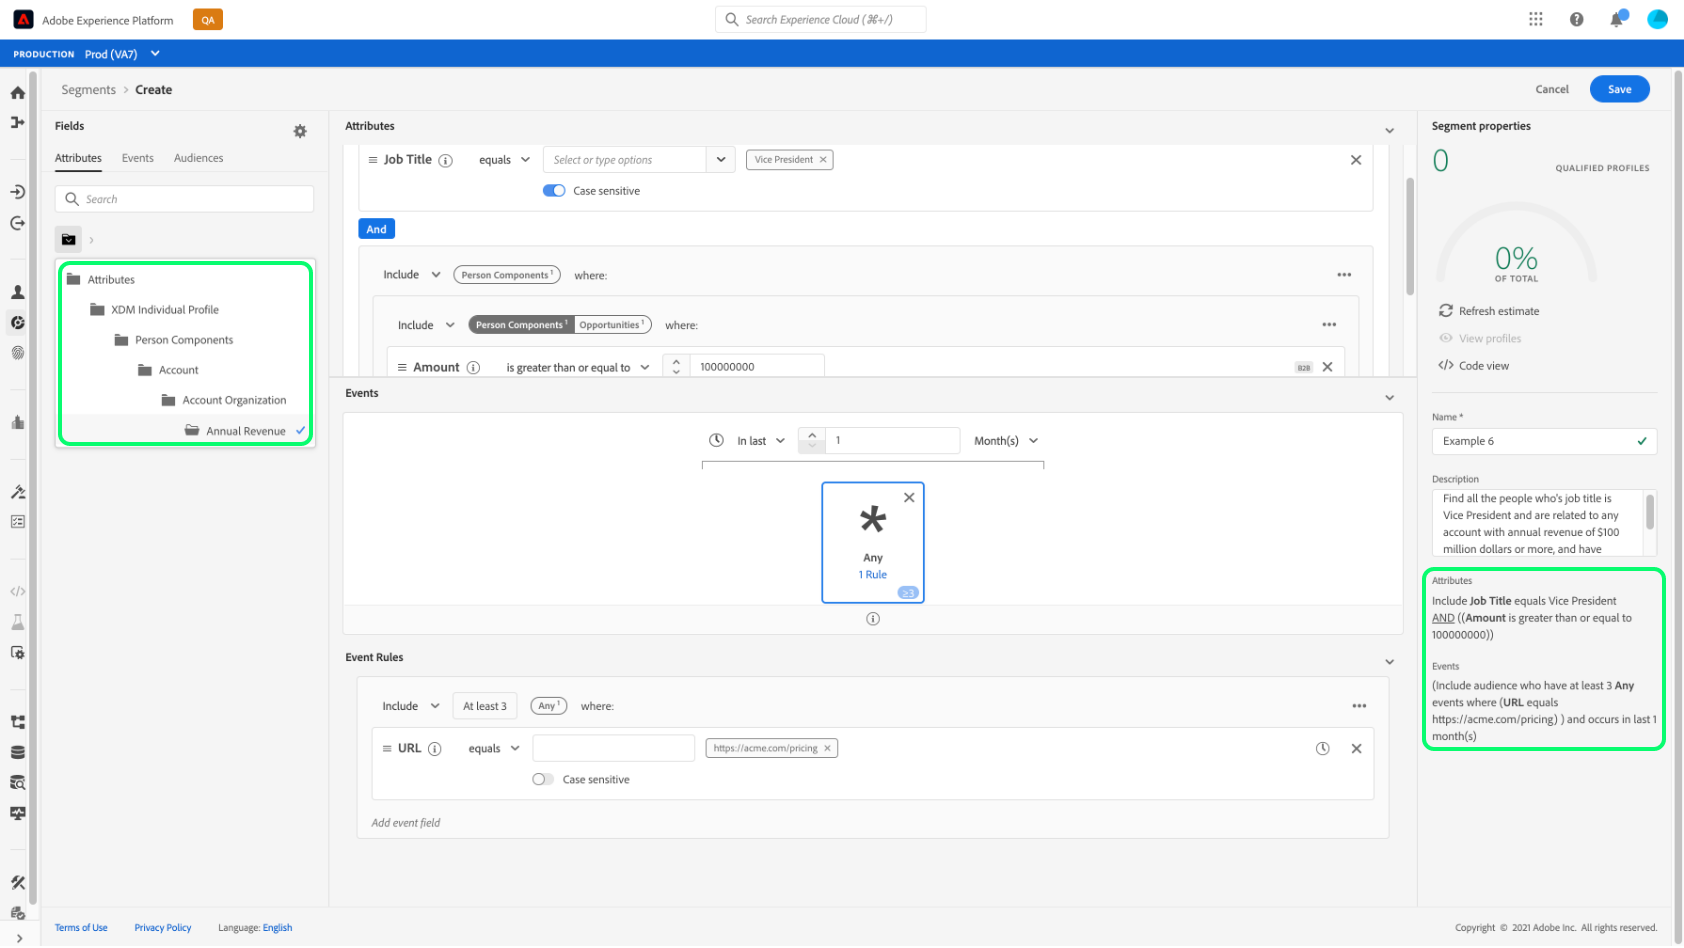 Adobe Experience Platform QA
Search Experience Cloud (⌘+/)
PRODUCTION Prod (VA7)
Segments > Create
Cancel
Save
Fields
Attributes Events Audiences
Search
Attributes
XDM Individual Profile
Person Components
Account
Account Organization
Annual Revenue
Attributes
Job Title equals Select or type options Vice President
Case sensitive
And
Include Person Components 1 where:
Include Person Components 1 Opportunities 1 where:
Amount is greater than or equal to 100000000 B2B
Events
In last 1 Month(s)
Any
1 Rule
≥3
Event Rules
Include At least 3 Any 1 where:
URL equals https://acme.com/pricing
Case sensitive
Add event field
Segment properties
0 QUALIFIED PROFILES
0%
OF TOTAL
Refresh estimate
View profiles
</> Code view
Name *
Example 6
Description
Find all the people who's job title is
Vice President and are related to any
account with annual revenue of $100
million dollars or more, and have
Attributes
Include Job Title equals Vice President
AND ((Amount is greater than or equal to
100000000))
Events
(Include audience who have at least 3 Any
events where (URL equals
https://acme.com/pricing) ) and occurs in last 1
month(s)
Terms of Use Privacy Policy Language: English
Copyright © 2021 Adobe Inc. All rights reserved.